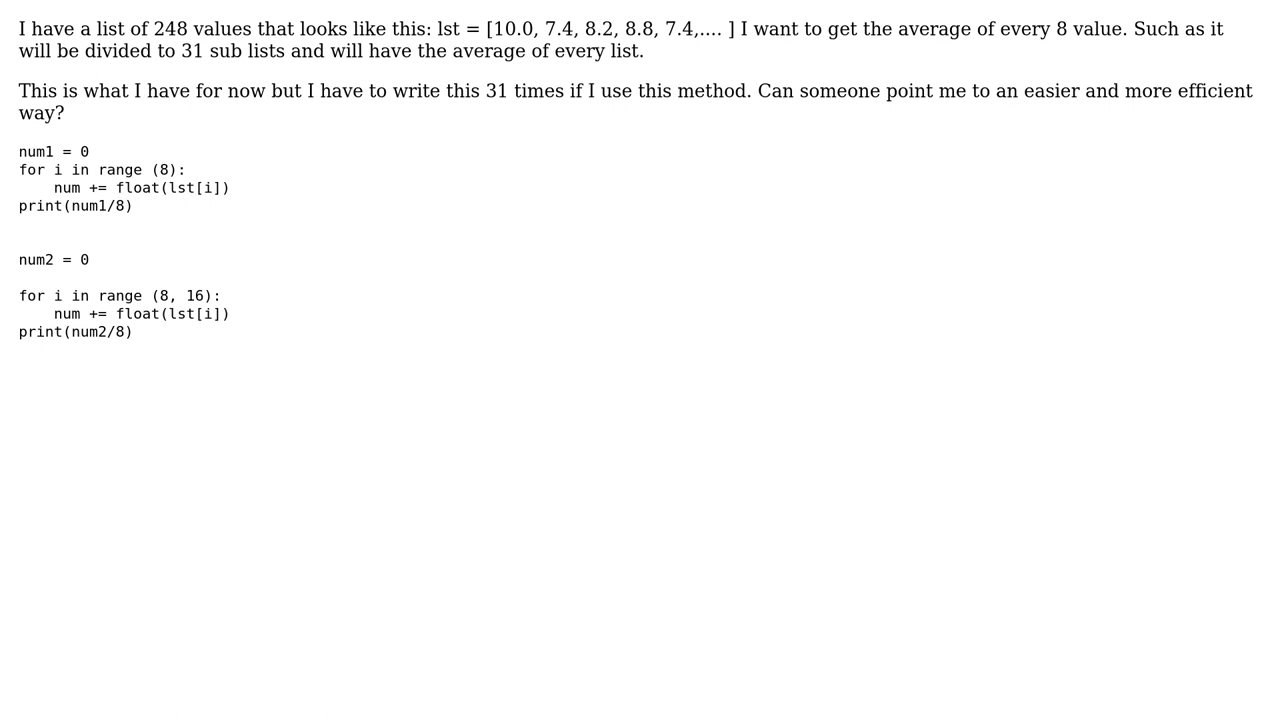 I have a list of 248 values that looks like this: lst = [10.0, 7.4, 8.2, 8.8, 7.4,.... ] I want to get the average of every 8 value. Such as it
will be divided to 31 sub lists and will have the average of every list.
This is what I have for now but I have to write this 31 times if I use this method. Can someone point me to an easier and more efficient
way?
num1 = 0
for i in range (8):
    num += float(lst[i])
print(num1/8)
num2 = 0
for i in range (8, 16):
    num += float(lst[i])
print(num2/8)